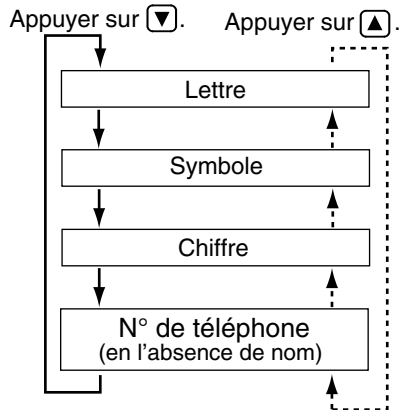 Appuyer sur ▼. Appuyer sur ▲.
Lettre
Symbole
Chiffre
N° de téléphone
(en l'absence de nom)